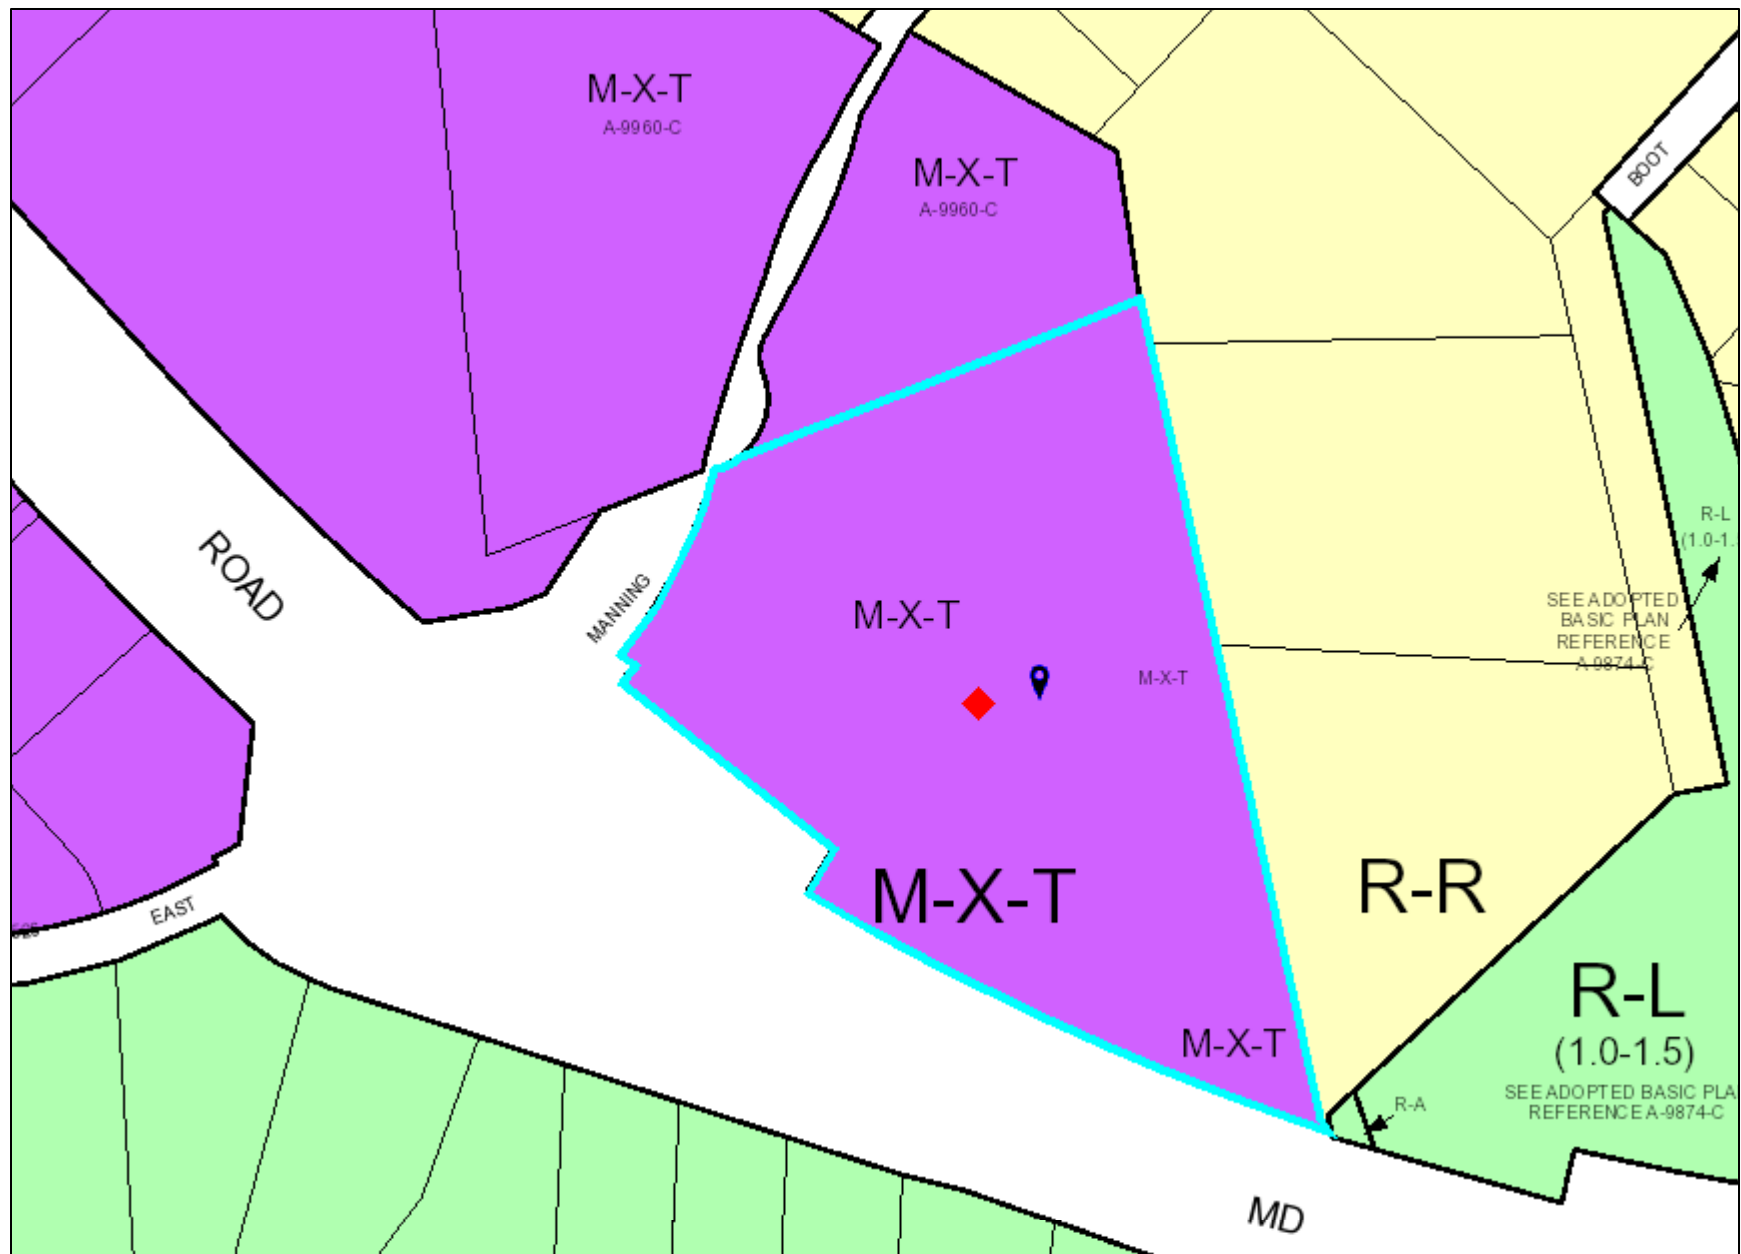 M-X-T
A-9960-C
M-X-T
A-9960-C
BOOT
R-L
(1.0-1.
ROAD
MANNING
M-X-T
SEE ADOPTED
BASIC PLAN
REFERENCE
A-9874-C
M-X-T
M-X-T
R-R
EAST
R-L
(1.0-1.5)
M-X-T
SEE ADOPTED BASIC PLA
REFERENCE A-9874-C
R-A
MD